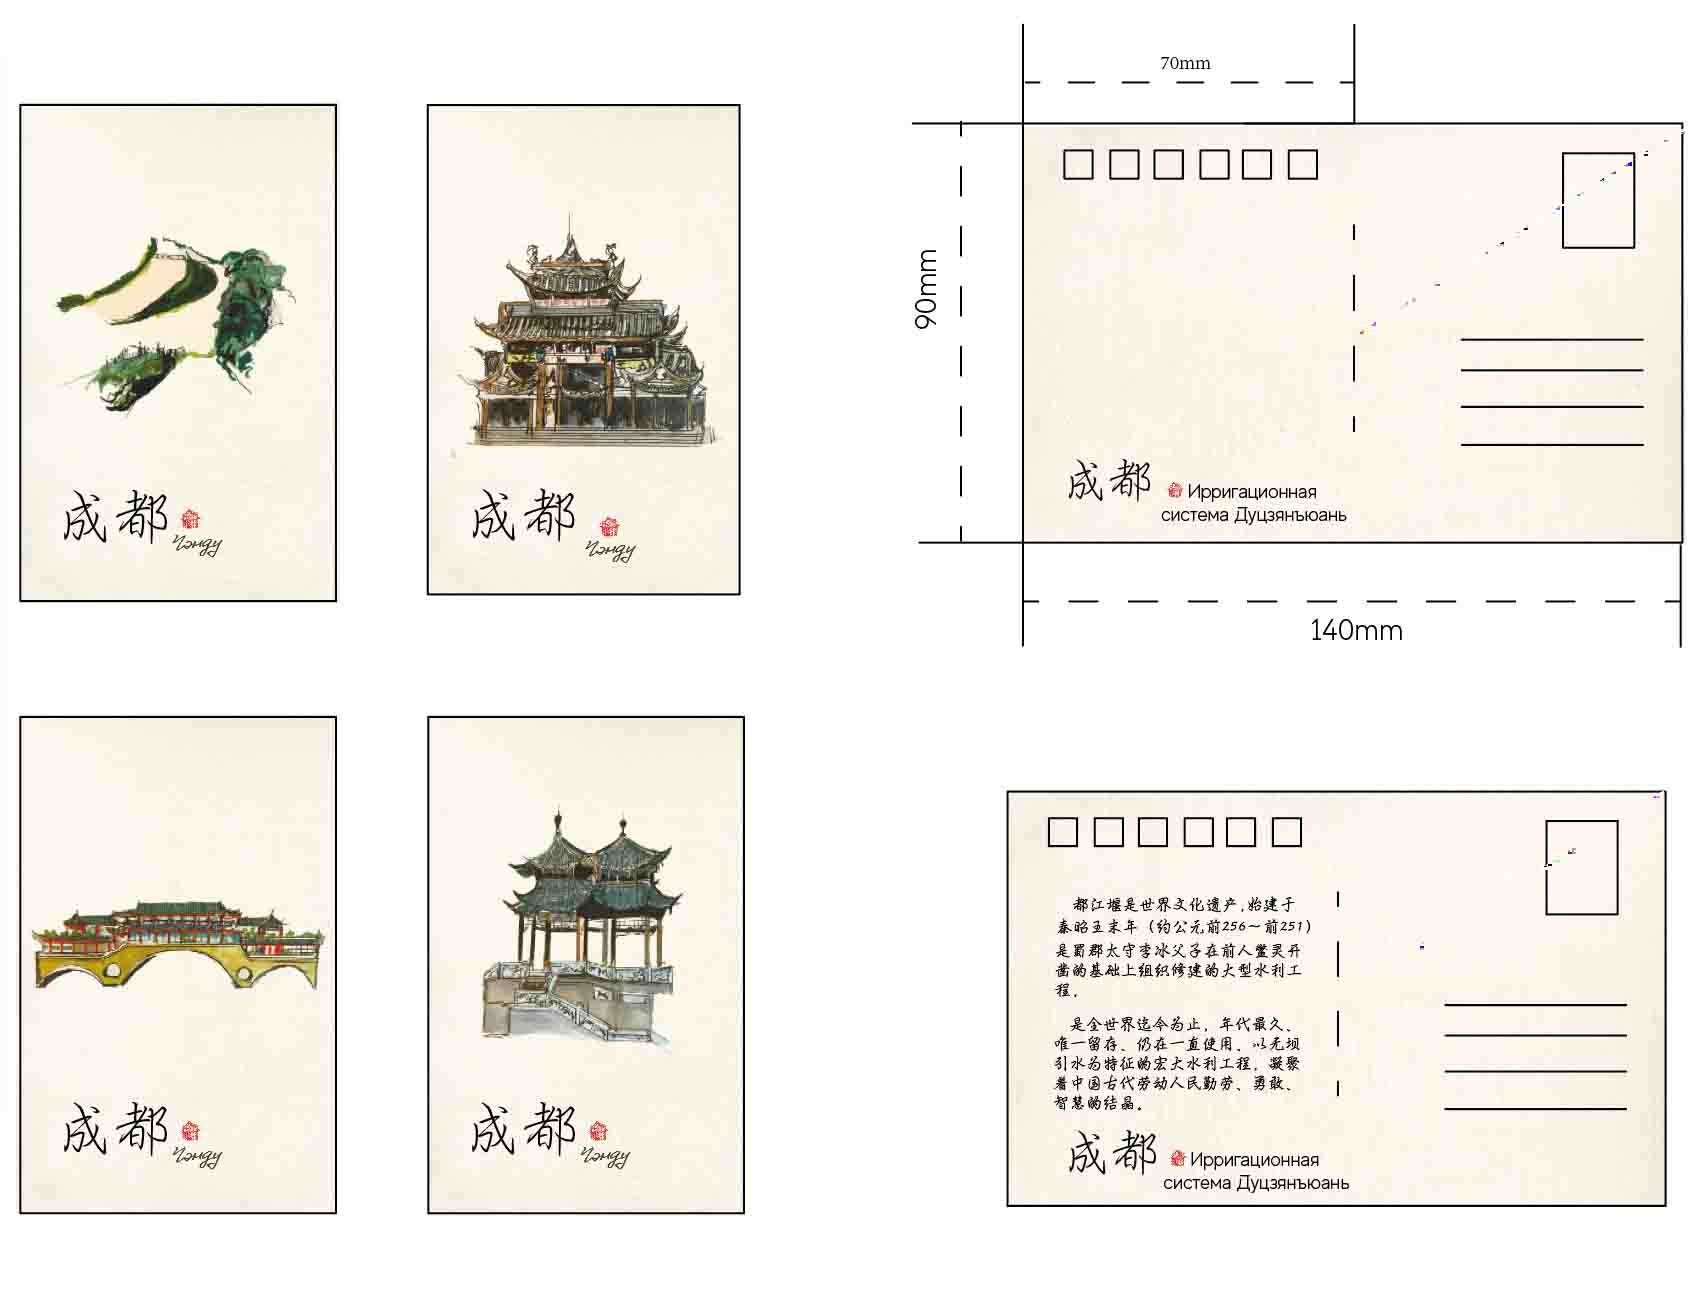 成都
Чэнду
成都
Чэнду
70mm
90mm
成都
Ирригационная
система Дуцзянъюань
140mm
成都
Чэнду
成都
Чэнду
都江堰是世界文化遗产,始建于
秦昭王末年（约公元前256～前251）
是蜀郡太守李冰父子在前人鳖灵开
凿的基础上组织修建的大型水利工
程。
是全世界迄今为止，年代最久、
唯一留存、仍在一直使用、以无坝
引水为特征的宏大水利工程，凝聚
着中国古代劳动人民勤劳、勇敢、
智慧的结晶。
成都
Ирригационная
система Дуцзянъюань